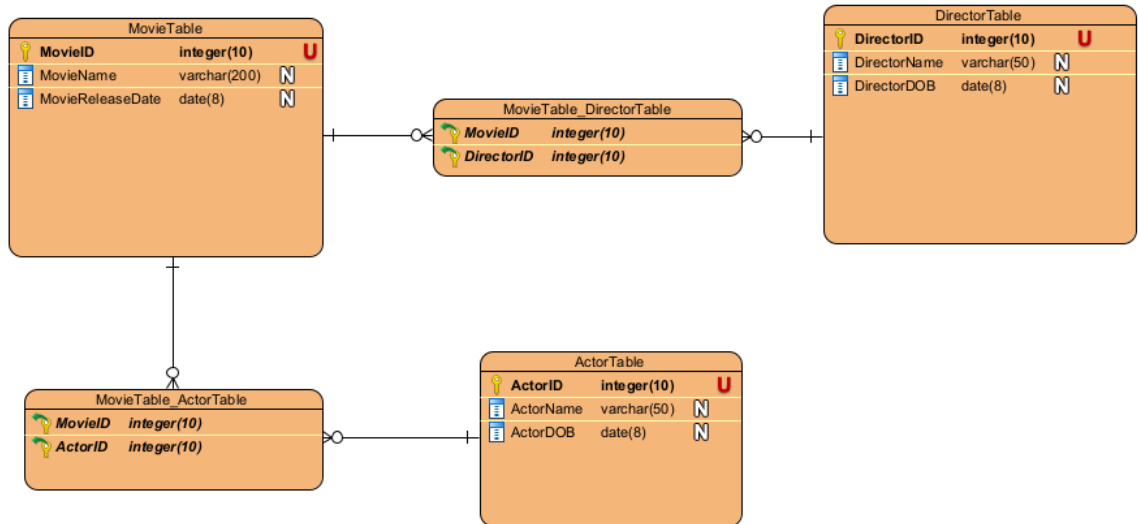 MovieTable
MovieID integer(10) U
MovieName varchar(200) N
MovieReleaseDate date(8) N
DirectorTable
DirectorID integer(10) U
DirectorName varchar(50) N
DirectorDOB date(8) N
MovieTable_DirectorTable
MovieID integer(10)
DirectorID integer(10)
MovieTable_ActorTable
MovieID integer(10)
ActorID integer(10)
ActorTable
ActorID integer(10) U
ActorName varchar(50) N
ActorDOB date(8) N